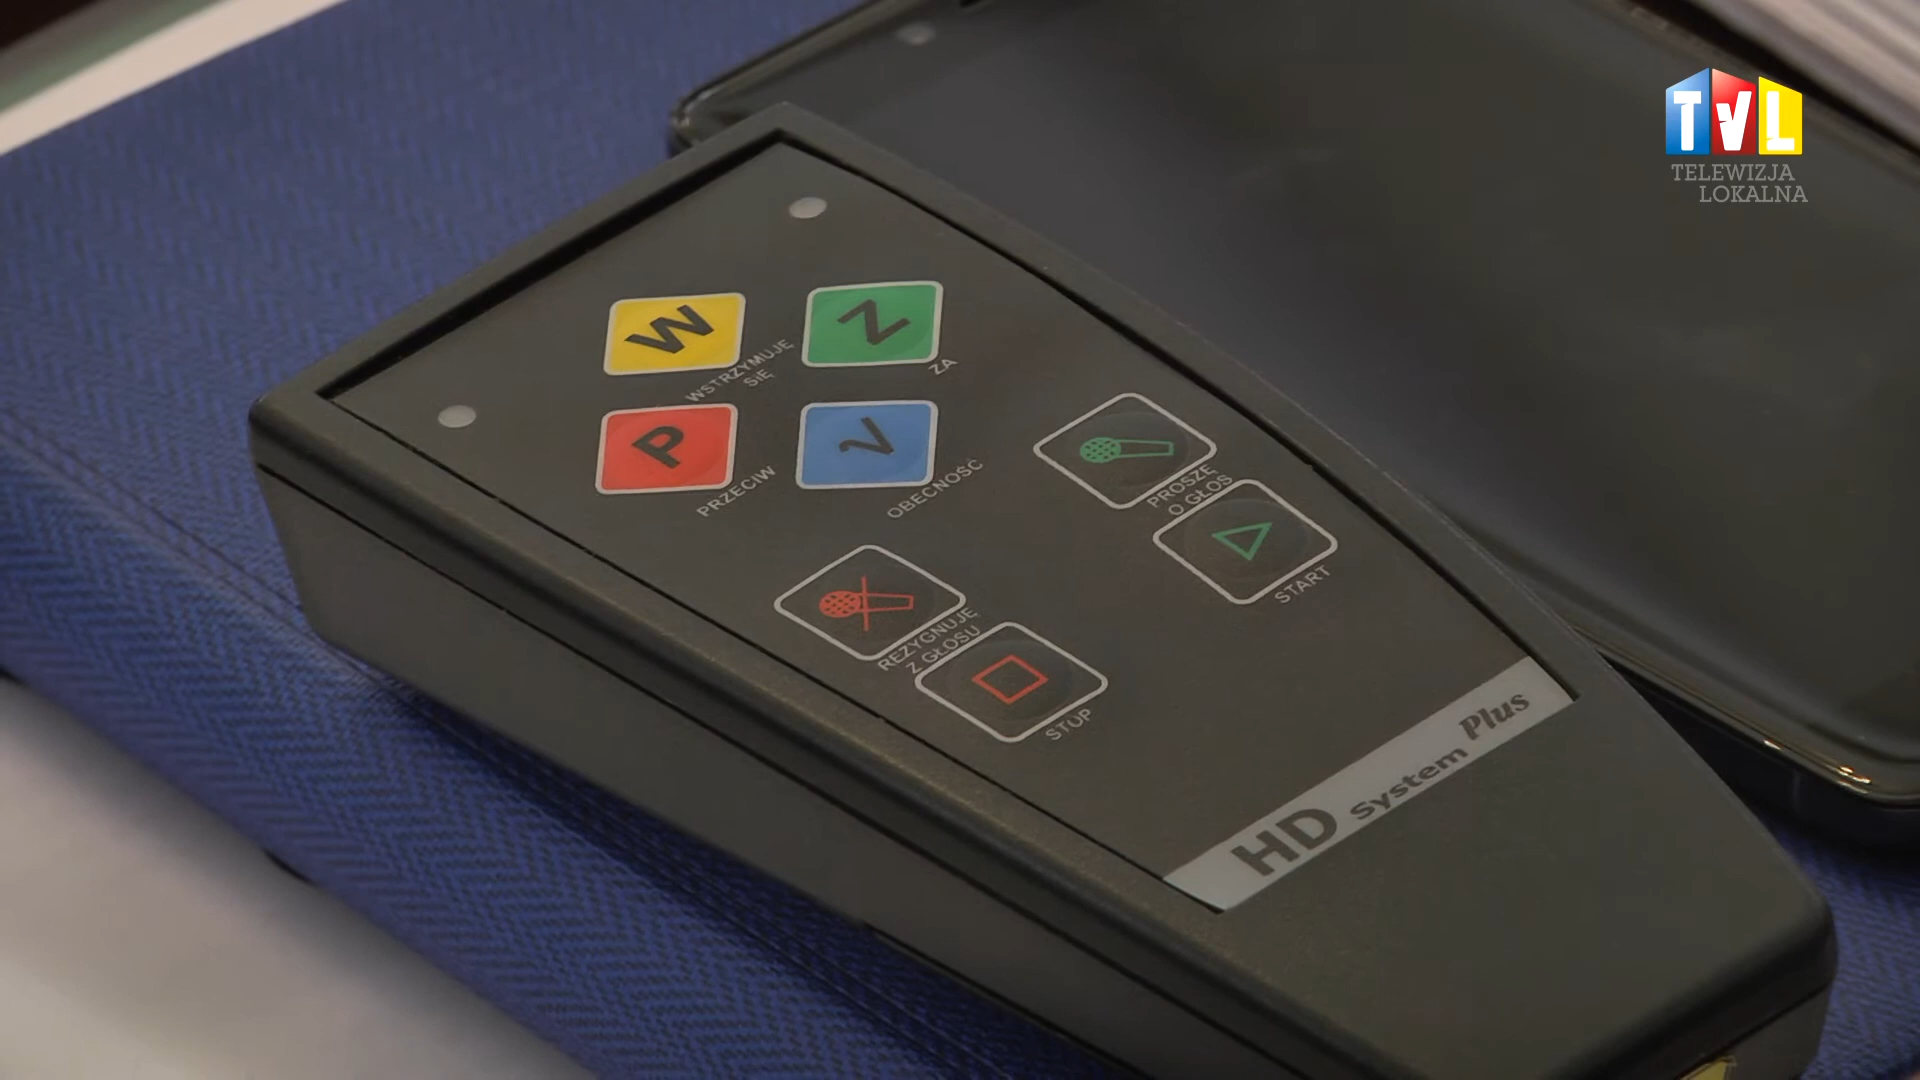 TVL
TELEWIZJA
LOKALNA
W
WSTRZYMUJĘ
SIĘ
Z
ZA
P
PRZECIW
V
OBECNOŚĆ
PROSZĘ
O GŁOS
START
REZYGNUJĘ
Z GŁOSU
STOP
HD System Plus